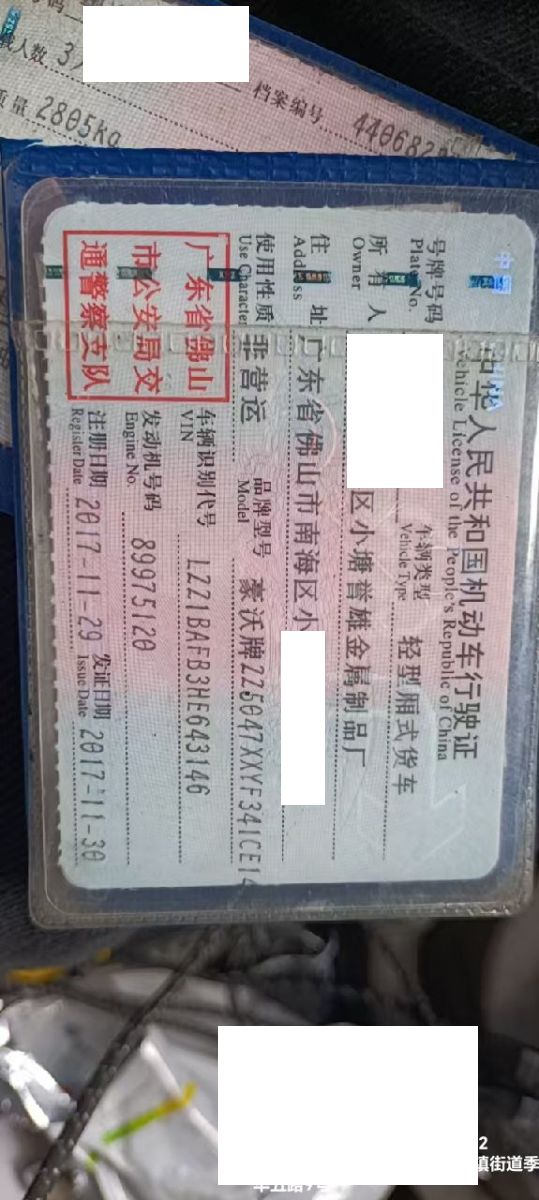 中华人民共和国机动车行驶证
Vehicle License of the People's Republic of China
号牌号码
Plate No.
车辆类型
Vehicle Type
轻型厢式货车
所有人
Owner
区小塘誉雄金属制品厂
住址
Address
广东省佛山市南海区小
使用性质
Use Character
非营运
品牌型号
Model
豪沃牌ZZ5047XXYF341CE14
广东省佛山
市公安局交
通警察支队
车辆识别代号
VIN
LZZ1BAFB3HE643146
发动机号码
Engine No.
89975120
注册日期
Register Date
2017-11-29
发证日期
Issue Date
2017-11-30
档案编号
440682
载人数
质量 2805kg
2
镇街道季